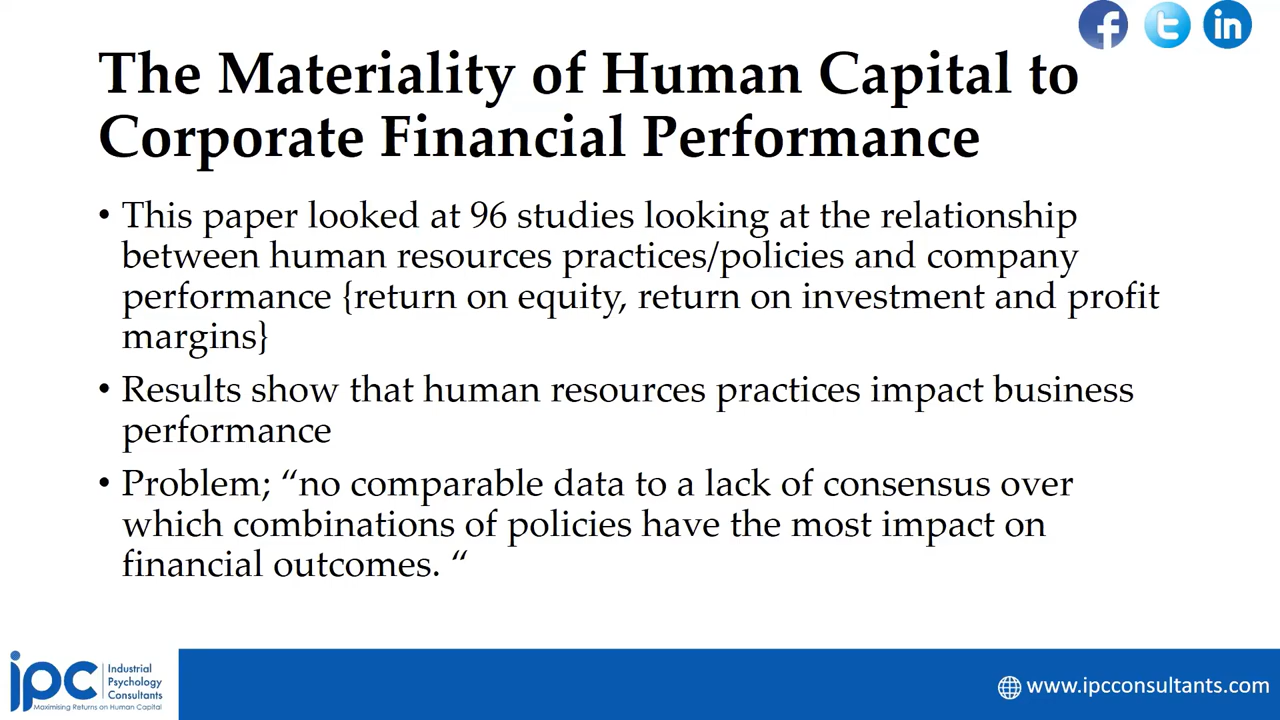 The Materiality of Human Capital to
Corporate Financial Performance
• This paper looked at 96 studies looking at the relationship
between human resources practices/policies and company
performance {return on equity, return on investment and profit
margins}
• Results show that human resources practices impact business
performance
• Problem; “no comparable data to a lack of consensus over
which combinations of policies have the most impact on
financial outcomes. “
ipc
Industrial
Psychology
Consultants
Maximising Returns on Human Capital
www.ipcconsultants.com